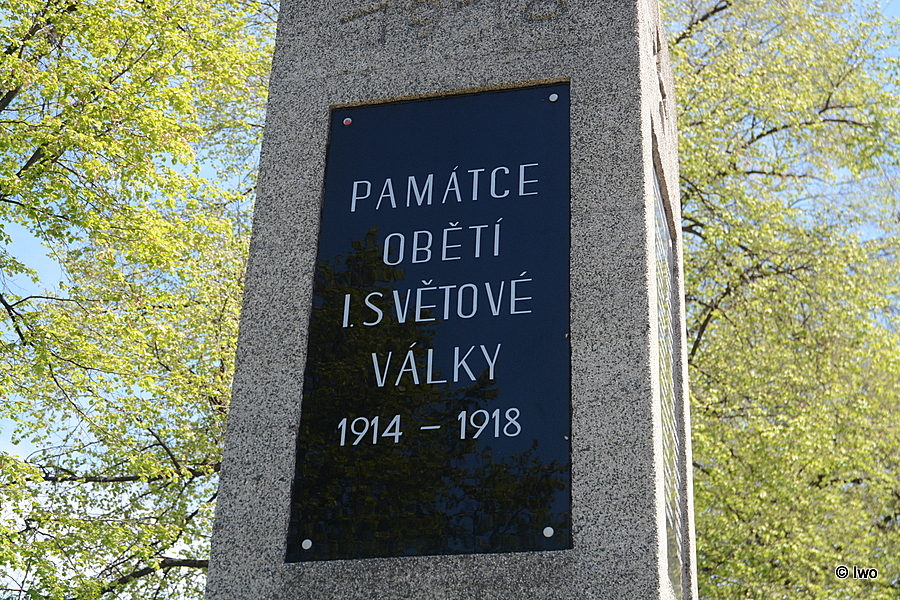 PAMÁTCE
OBĚTÍ
I. SVĚTOVÉ
VÁLKY
1914 – 1918
© Iwo